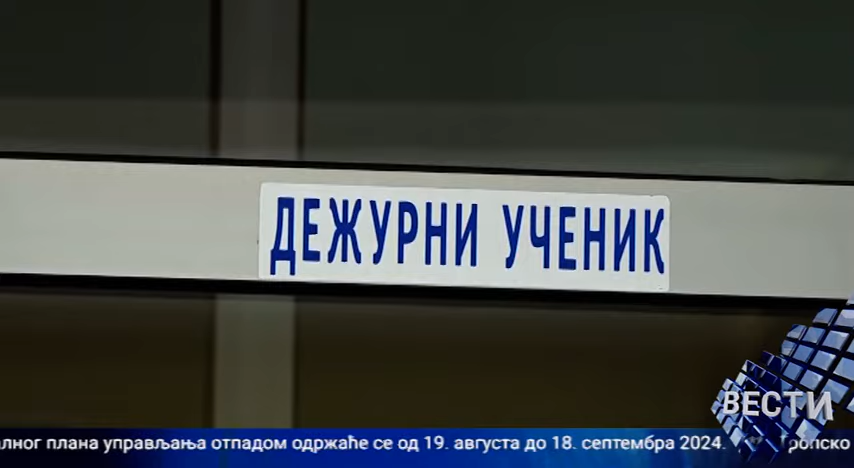 ДЕЖУРНИ УЧЕНИК
ВЕСТИ
плана управљања отпадом одржаће се од 19. августа до 18. септембра 2024.